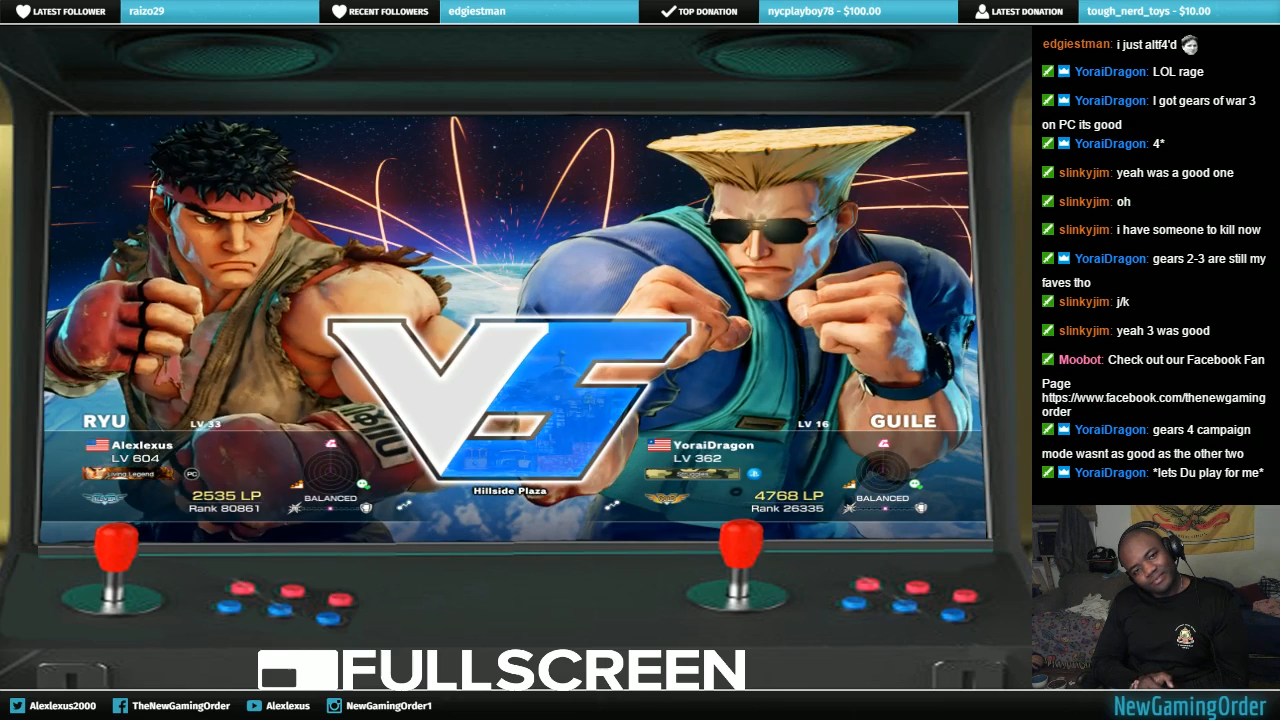 LATEST FOLLOWER
raizo29
RECENT FOLLOWERS
edgiestman
TOP DONATION
nycplayboy78 - $100.00
LATEST DONATION
tough_nerd_toys - $10.00
RYU
LV 33
Alexlexus
LV 604
Living Legend
PC
2535 LP
Rank 80861
BALANCED
VS
Hillside Plaza
LV 16
GUILE
YoraiDragon
LV 362
4768 LP
Rank 26335
BALANCED
FULLSCREEN
edgiestman: i just altf4'd
YoraiDragon: LOL rage
YoraiDragon: I got gears of war 3
on PC its good
YoraiDragon: 4*
slinkyjim: yeah was a good one
slinkyjim: oh
slinkyjim: i have someone to kill now
YoraiDragon: gears 2-3 are still my
faves tho
slinkyjim: j/k
slinkyjim: yeah 3 was good
Moobot: Check out our Facebook Fan
Page
https://www.facebook.com/thenewgaming
order
YoraiDragon: gears 4 campaign
mode wasnt as good as the other two
YoraiDragon: *lets Du play for me*
Alexlexus2000
TheNewGamingOrder
Alexlexus
NewGamingOrder1
NewGamingOrder